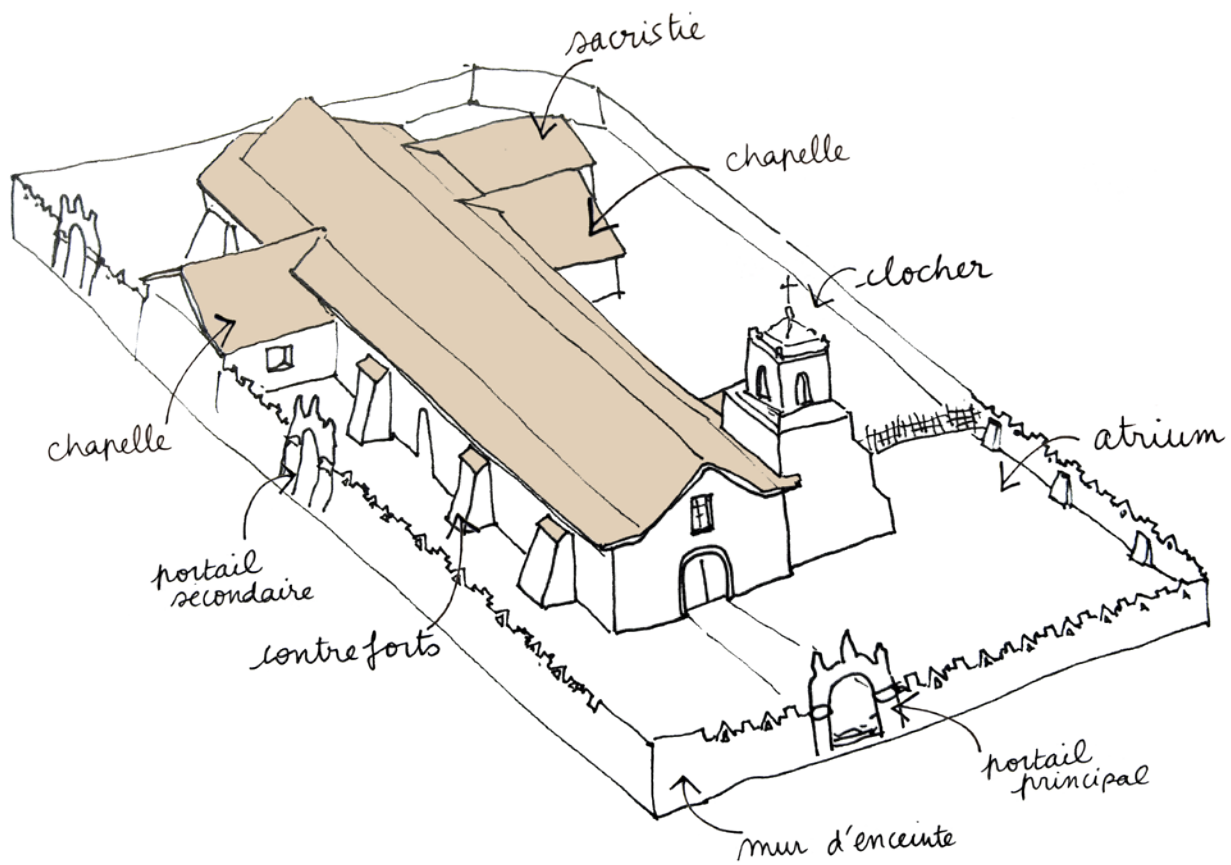 sacristie
chapelle
clocher
atrium
chapelle
portail
secondaire
contreforts
portail
principal
mur d'enceinte